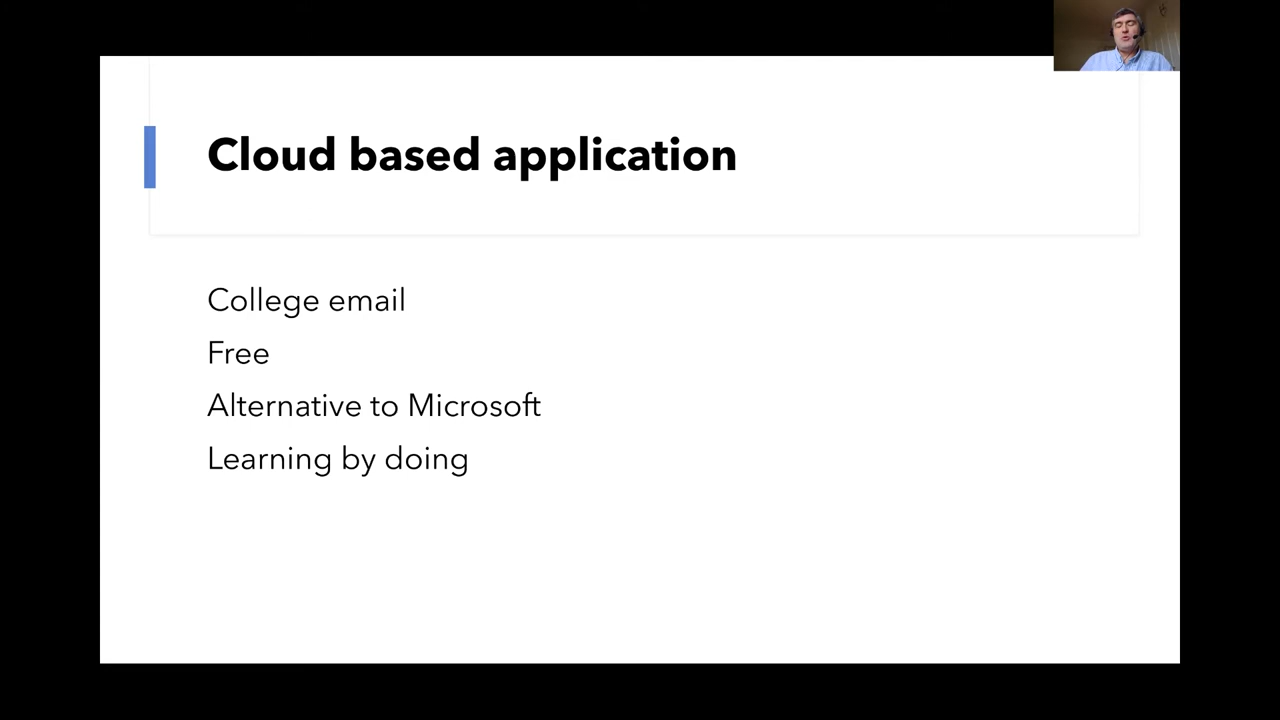 Cloud based application
College email
Free
Alternative to Microsoft
Learning by doing